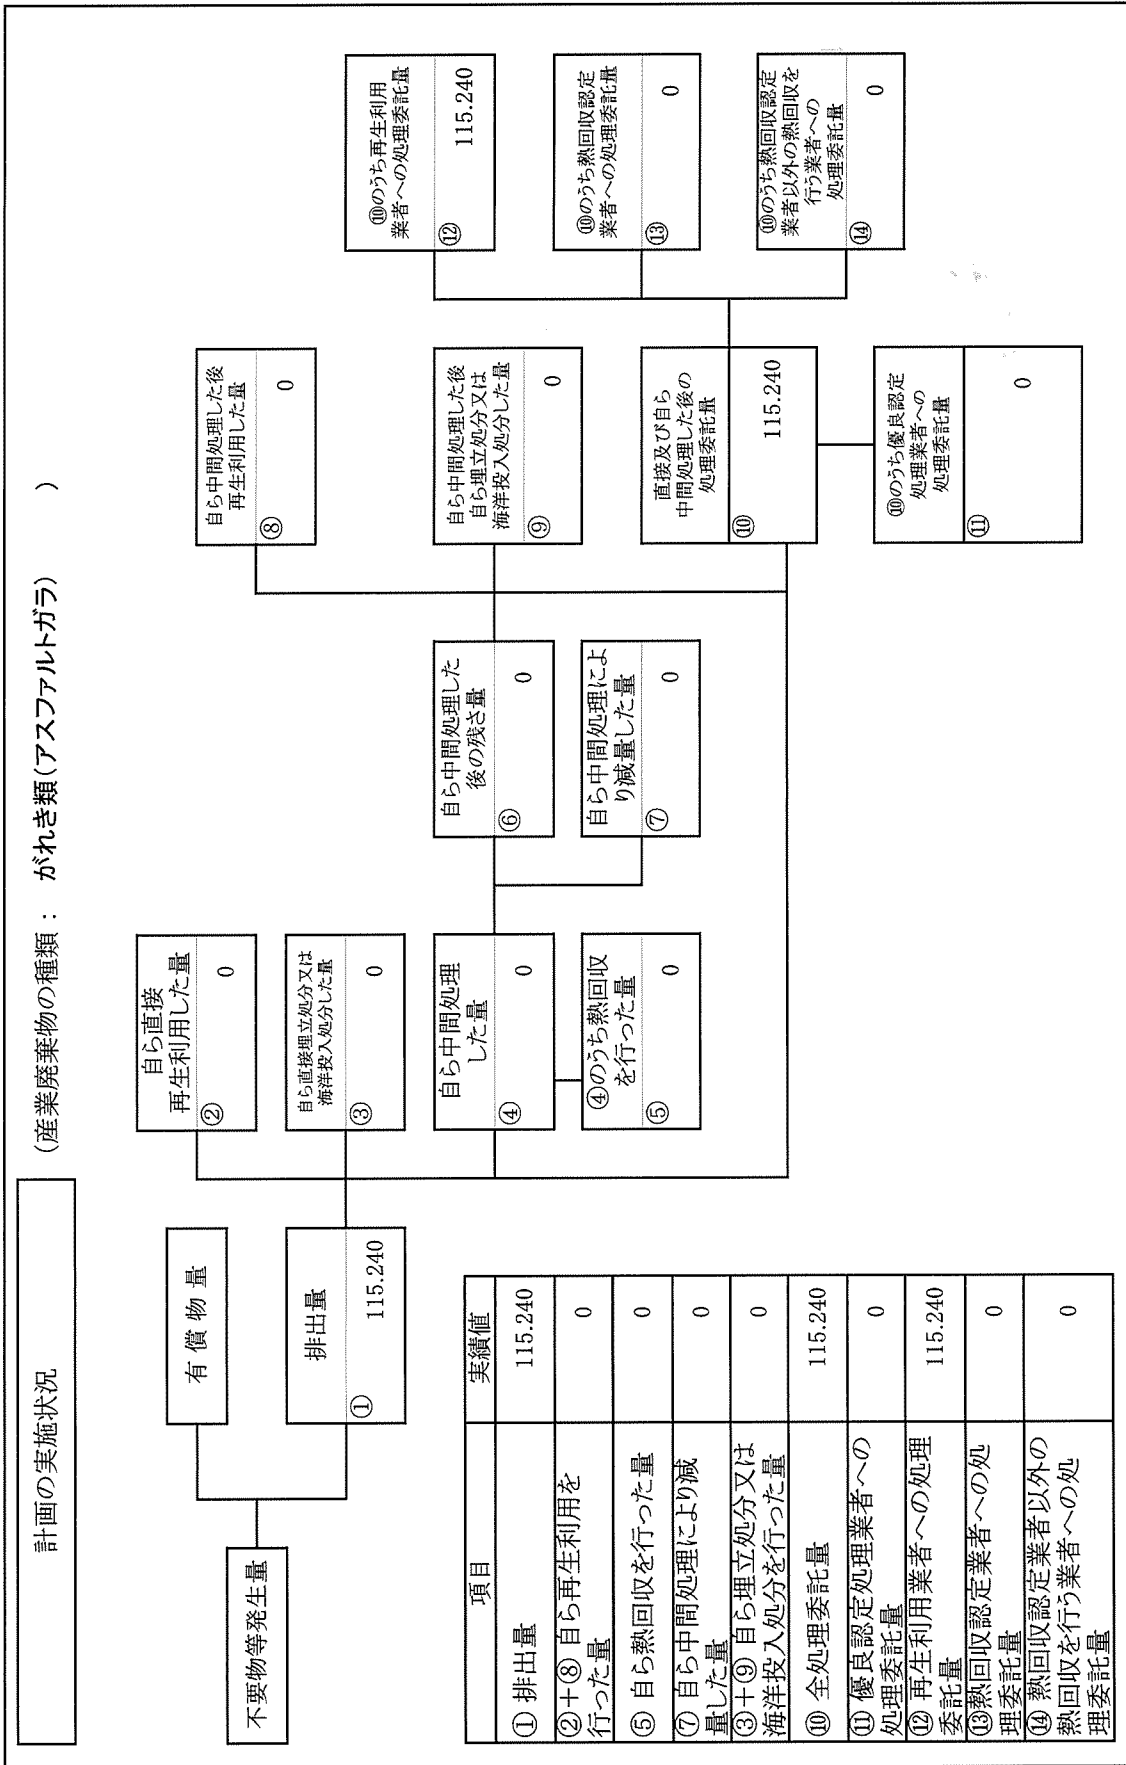 計画の実施状況
(産業廃棄物の種類： がれき類(アスファルトガラ) )
不要物等発生量
有償物量
排出量
① 115.240
自ら直接
再生利用した量
② 0
自ら直接埋立処分又は
海洋投入処分した量
③ 0
自ら中間処理
した量
④ 0
④のうち熱回収
を行った量
⑤ 0
自ら中間処理した
後の残さ量
⑥ 0
自ら中間処理によ
り減量した量
⑦ 0
自ら中間処理した後
再生利用した量
⑧ 0
自ら中間処理した後
自ら埋立処分又は
海洋投入処分した量
⑨ 0
直接及び自ら
中間処理した後の
処理委託量
⑩ 115.240
⑩のうち優良認定
処理業者への
処理委託量
⑪ 0
⑩のうち再生利用
業者への処理委託量
⑫ 115.240
⑩のうち熱回収認定
業者への処理委託量
⑬ 0
⑩のうち熱回収認定
業者以外の熱回収を
行う業者への
処理委託量
⑭ 0
項目 実績値
① 排出量 115.240
②+⑧ 自ら再生利用を
行った量 0
⑤ 自ら熱回収を行った量 0
⑦ 自ら中間処理により減
量した量 0
③+⑨ 自ら埋立処分又は
海洋投入処分を行った量 0
⑩ 全処理委託量 115.240
⑪ 優良認定処理業者への
処理委託量 0
⑫ 再生利用業者への処理
委託量 115.240
⑬熱回収認定業者への処
理委託量 0
⑭ 熱回収認定業者以外の
熱回収を行う業者への処
理委託量 0